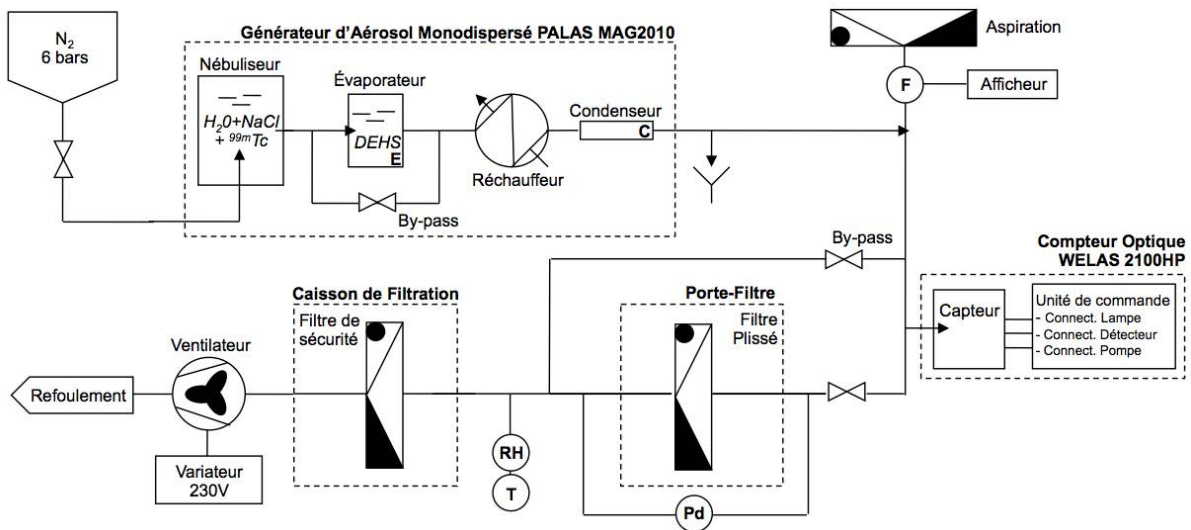 N2
6 bars
Générateur d'Aérosol Monodispersé PALAS MAG2010
Nébuliseur
H20+NaCl
+ 99mTc
Évaporateur
DEHS
E
Réchauffeur
Condenseur
C
By-pass
Aspiration
F
Afficheur
By-pass
Compteur Optique
WELAS 2100HP
Capteur
Unité de commande
- Connect. Lampe
- Connect. Détecteur
- Connect. Pompe
Caisson de Filtration
Filtre de
sécurité
Porte-Filtre
Filtre
Plissé
Ventilateur
Refoulement
Variateur
230V
RH
T
Pd